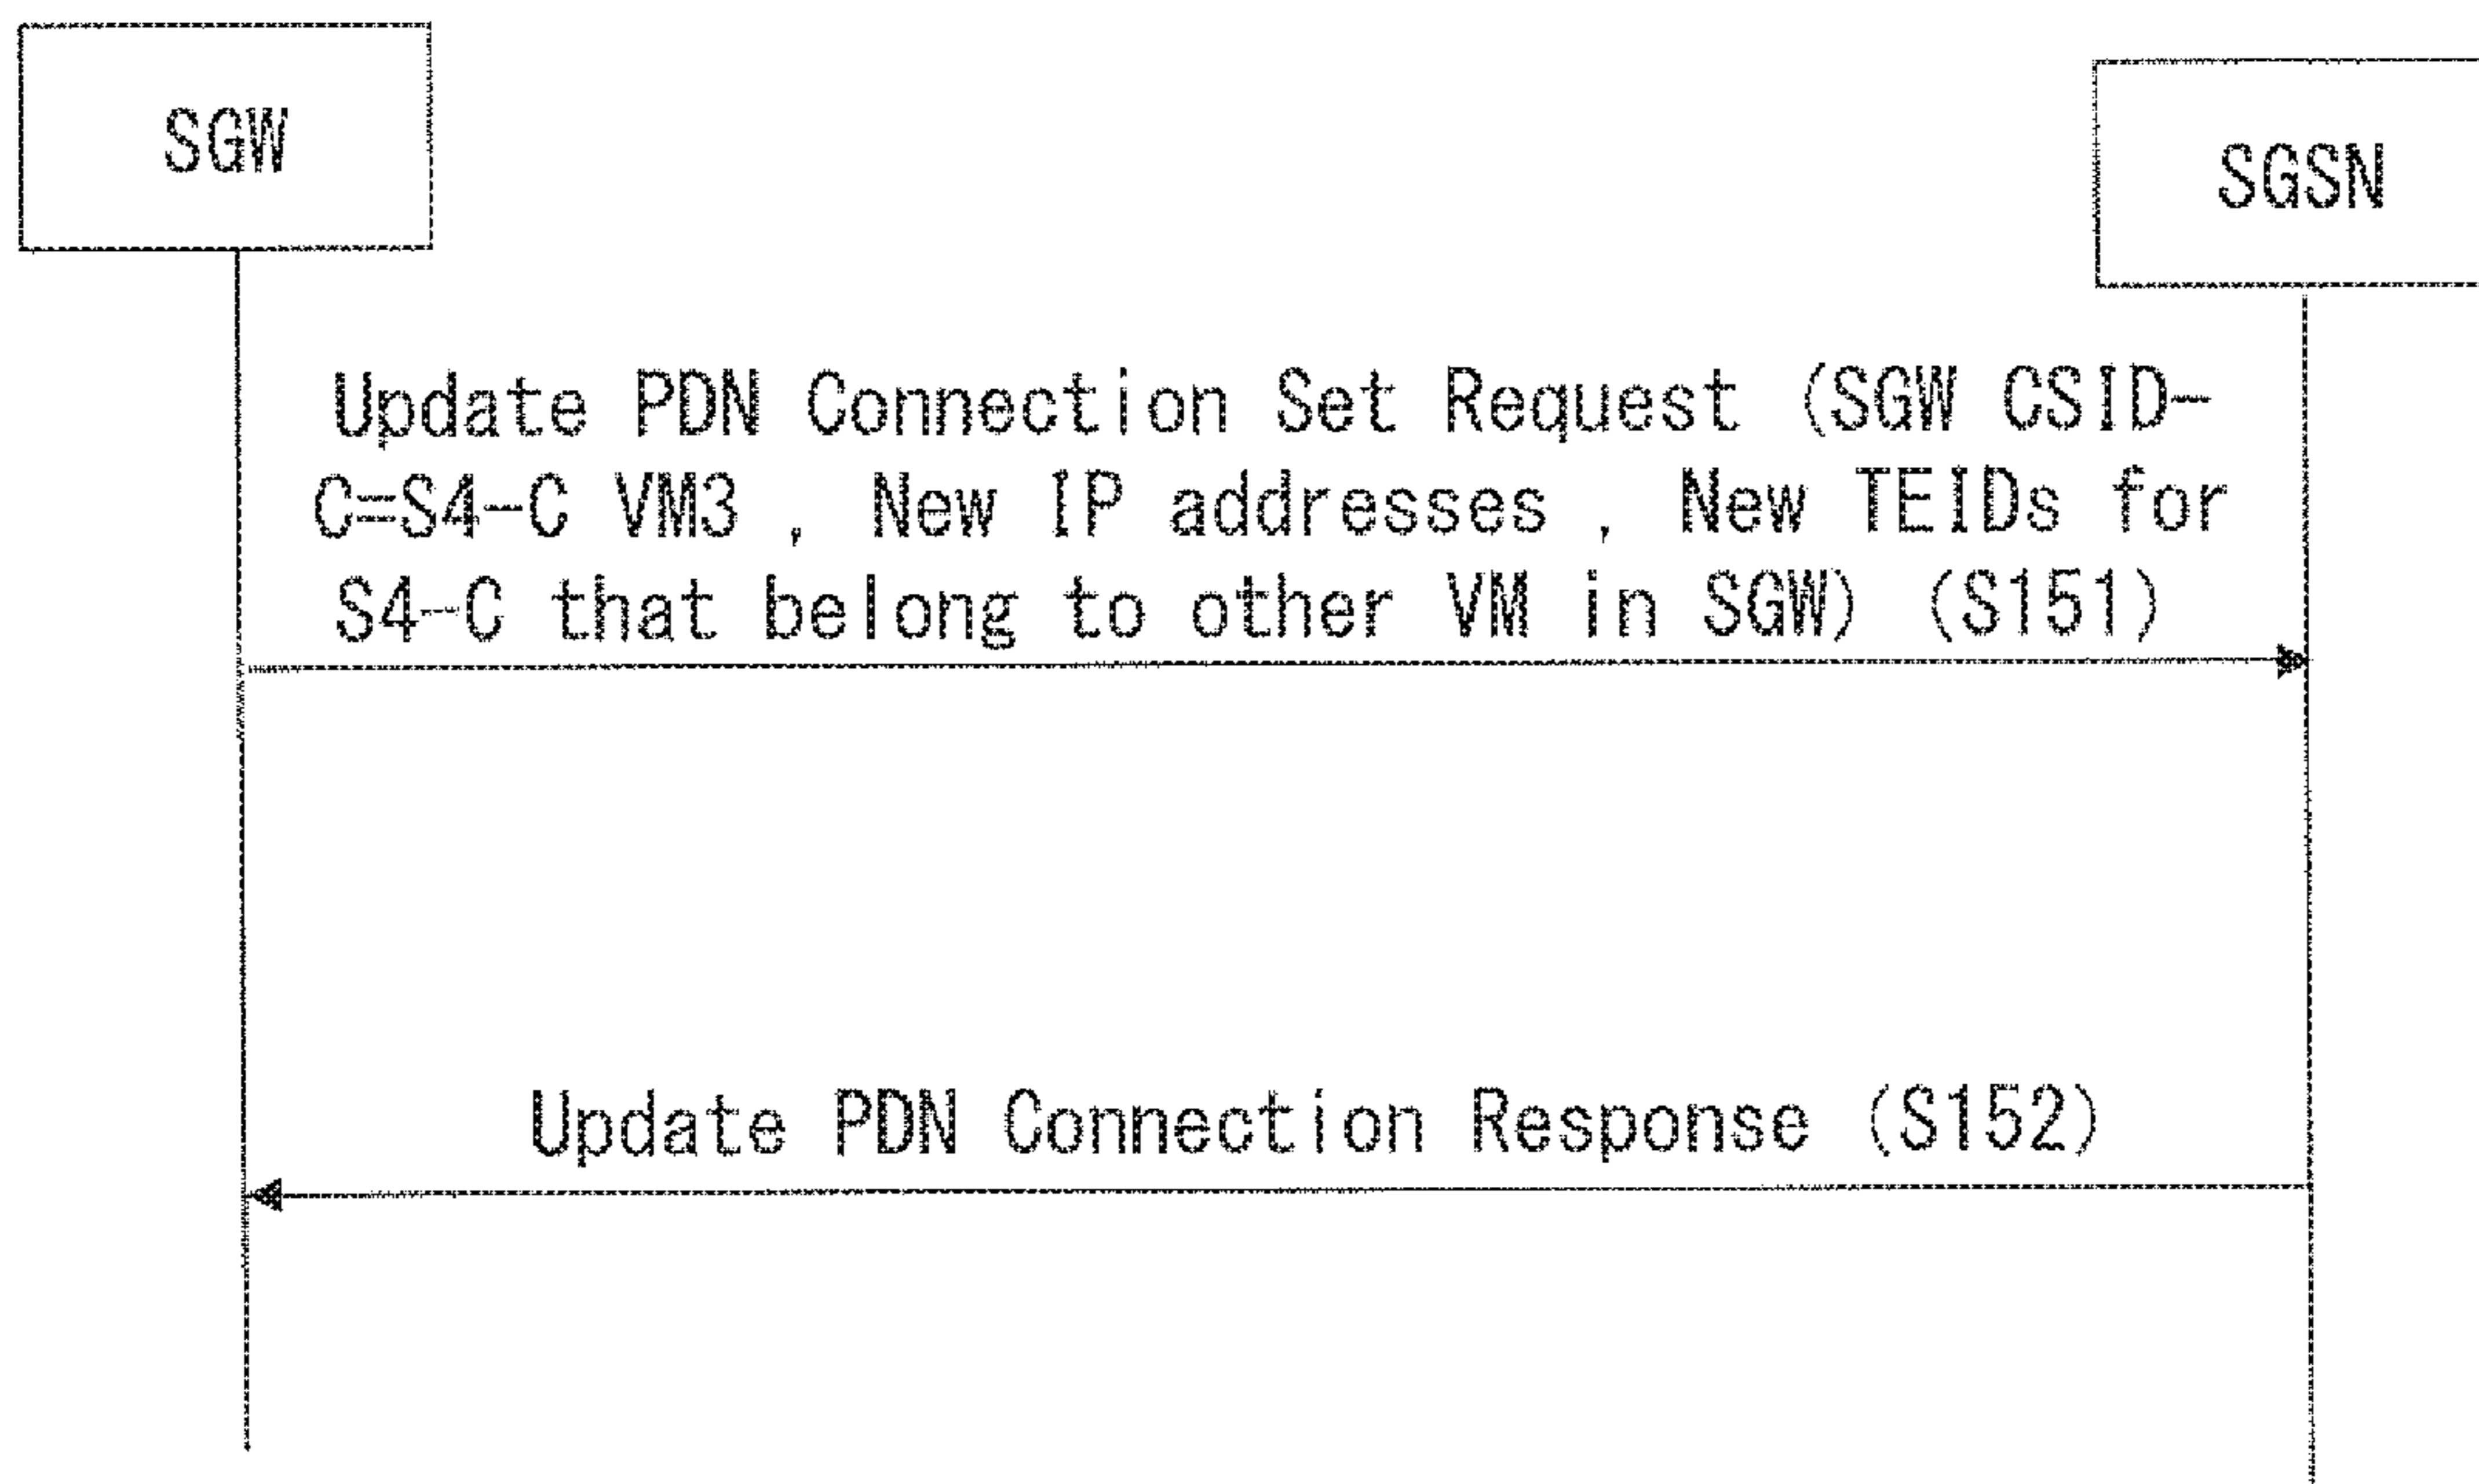 SGW
SGSN
Update PDN Connection Set Request (SGW CSID-
C=S4-C VM3 , New IP addresses , New TEIDs for
S4-C that belong to other VM in SGW) (S151)
Update PDN Connection Response (S152)